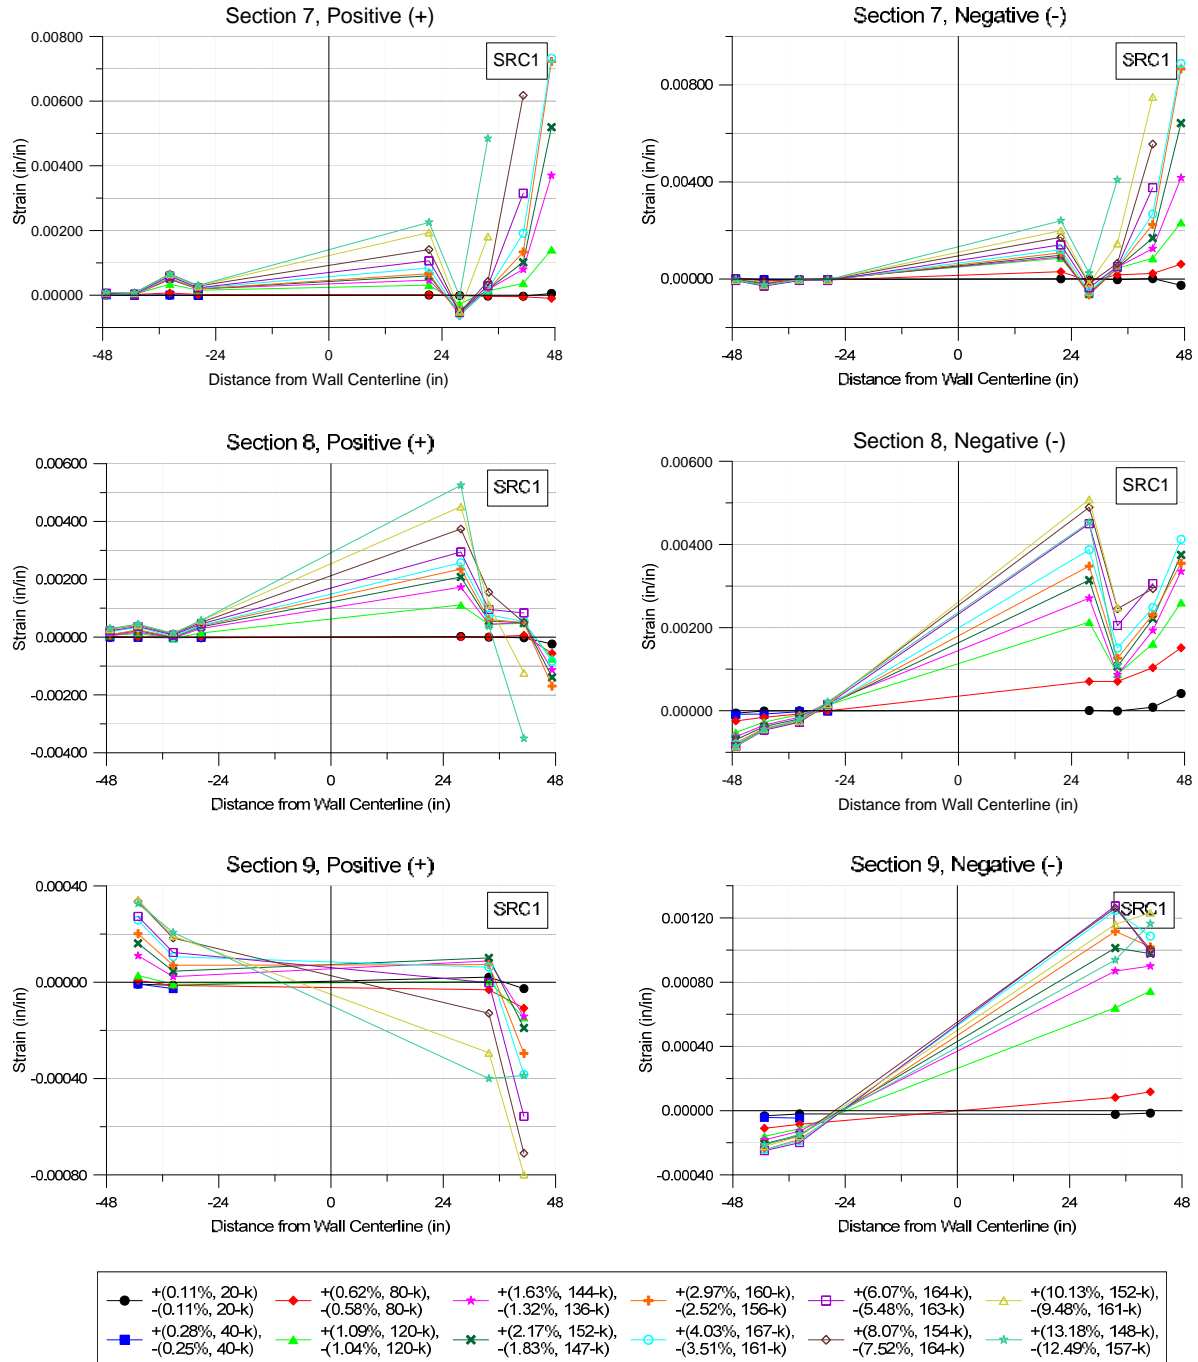 Section 7, Positive (+)
Section 7, Negative (-)
0.08000
0.06000
0.00400
0.00200
0.00000
Strain (in/in)
SRC1
-48
-24
0
24
48
Distance from Wall Centerline (in)
0.00800
0.00400
0.00000
Strain (in/in)
SRC1
-48
-24
0
24
48
Distance from Wall Centerline (in)
Section 8, Positive (+)
Section 8, Negative (-)
0.00600
0.00400
0.00200
0.00000
-0.00200
-0.00400
Strain (in/in)
SRC1
-48
-24
0
24
48
Distance from Wall Centerline (in)
0.00600
0.00400
0.00200
0.00000
Strain (in/in)
SRC1
-48
-24
0
24
48
Distance from Wall Centerline (in)
Section 9, Positive (+)
Section 9, Negative (-)
0.00040
0.00000
-0.00040
-0.00080
Strain (in/in)
SRC1
-48
-24
0
24
48
Distance from Wall Centerline (in)
0.00120
0.00080
0.00040
0.00000
-0.00040
Strain (in/in)
SRC1
-48
-24
0
24
48
Distance from Wall Centerline (in)
+(0.11%, 20-k)
-(0.11%, 20-k)
+(0.62%, 80-k),
-(0.58%, 80-k)
+(1.63%, 144-k),
-(1.32%, 136-k)
+(2.97%, 160-k),
-(2.52%, 156-k)
+(6.07%, 164-k),
-(5.48%, 163-k)
+(10.13%, 152-k),
-(9.48%, 161-k)
+(0.28%, 40-k),
-(0.25%, 40-k)
+(1.09%, 120-k),
-(1.04%, 120-k)
+(2.17%, 152-k),
-(1.83%, 147-k)
+(4.03%, 167-k),
-(3.51%, 161-k)
+(8.07%, 154-k),
-(7.52%, 164-k)
+(13.18%, 148-k),
-(12.49%, 157-k)